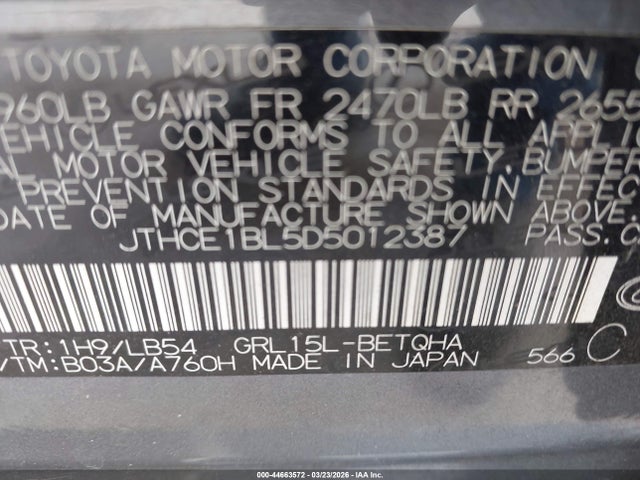 TOYOTA MOTOR CORPORATION
960LB GAWR FR 2470LB RR 2655
VEHICLE CONFORMS TO ALL APPLIC
AL MOTOR VEHICLE SAFETY, BUMPER
PREVENTION STANDARDS IN EFFECT
DATE OF MANUFACTURE SHOWN ABOVE.
JTHCE1BL5D5012387 PASS. C
TR:1H9/LB54 GRL15L-BETQHA
/TM:B03A/A760H MADE IN JAPAN 566 C
000-44663572 | 03/23/2026 | IAA Inc.